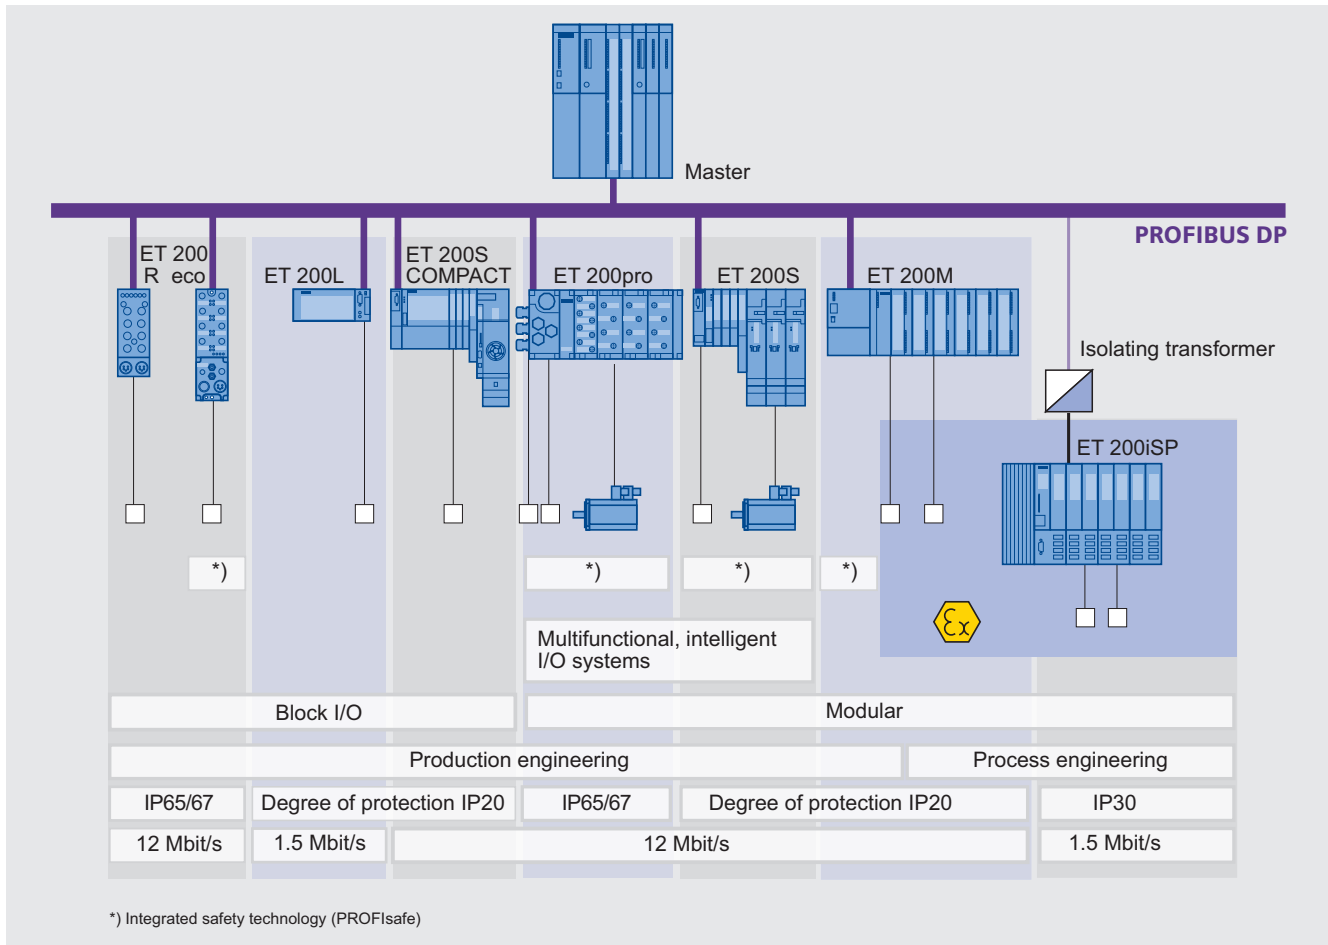 Master
PROFIBUS DP
ET 200
R eco
ET 200L
ET 200S
COMPACT
ET 200pro
ET 200S
ET 200M
Isolating transformer
ET 200iSP
*)
*)
*)
*)
εx
Multifunctional, intelligent
I/O systems
Block I/O
Modular
Production engineering
Process engineering
IP65/67
Degree of protection IP20
IP65/67
Degree of protection IP20
IP30
12 Mbit/s
1.5 Mbit/s
12 Mbit/s
1.5 Mbit/s
*) Integrated safety technology (PROFIsafe)